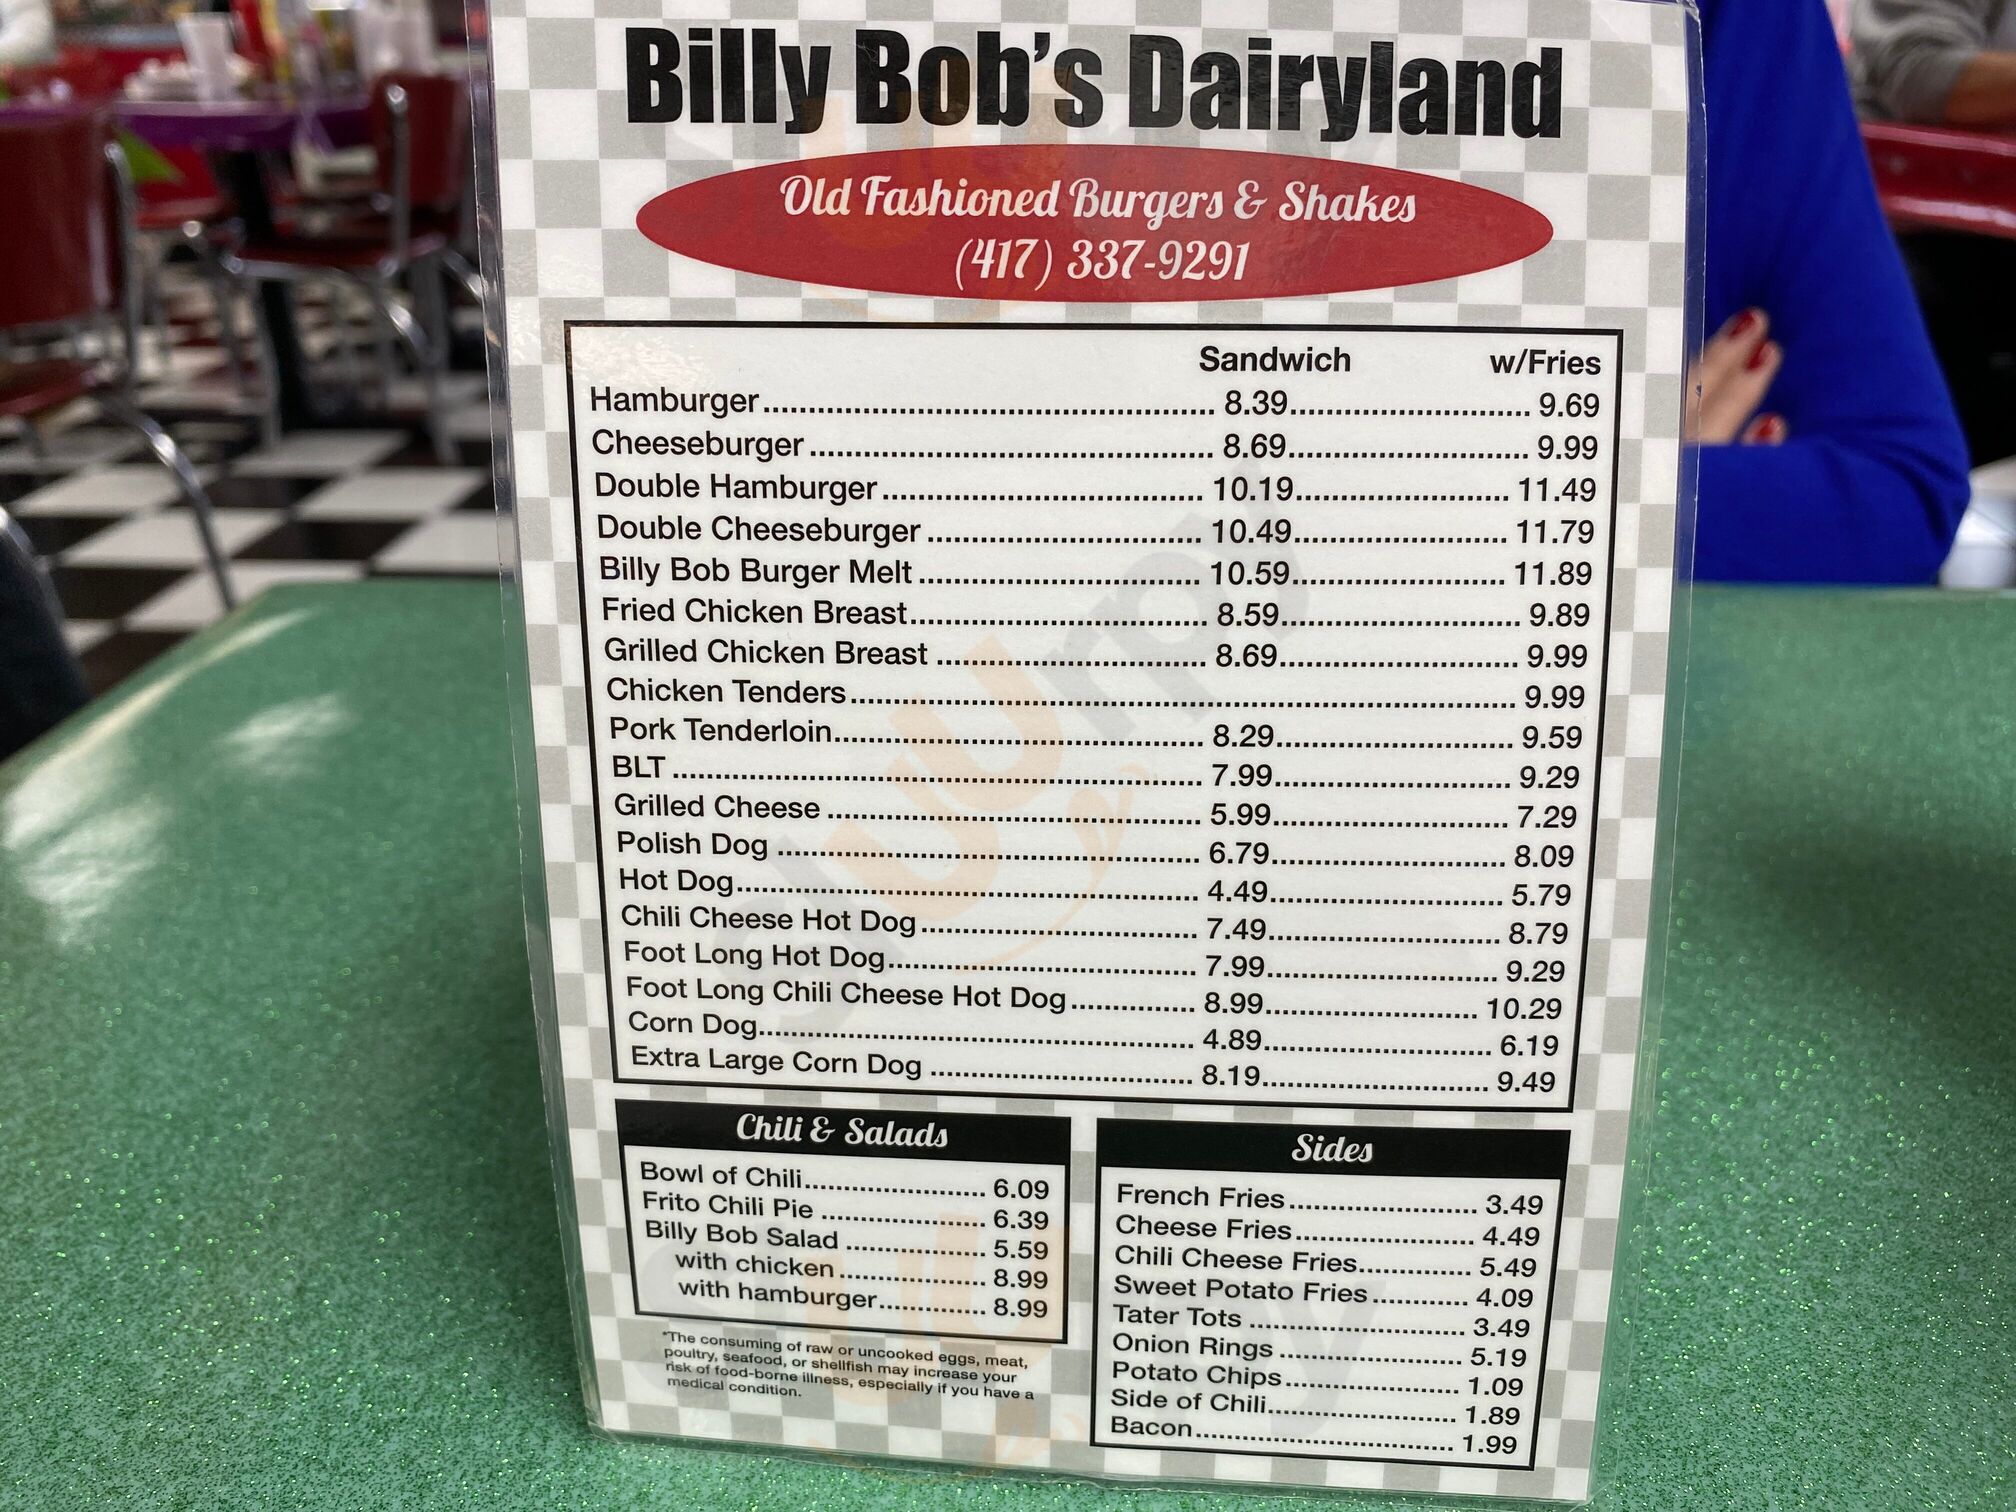 Billy Bob's Dairyland
Old Fashioned Burgers & Shakes
(417) 337-9291
Sandwich w/Fries
Hamburger 8.39 9.69
Cheeseburger 8.69 9.99
Double Hamburger 10.19 11.49
Double Cheeseburger 10.49 11.79
Billy Bob Burger Melt 10.59 11.89
Fried Chicken Breast 8.59 9.89
Grilled Chicken Breast 8.69 9.99
Chicken Tenders 9.99
Pork Tenderloin 8.29 9.59
BLT 7.99 9.29
Grilled Cheese 5.99 7.29
Polish Dog 6.79 8.09
Hot Dog 4.49 5.79
Chili Cheese Hot Dog 7.49 8.79
Foot Long Hot Dog 7.99 9.29
Foot Long Chili Cheese Hot Dog 8.99 10.29
Corn Dog 4.89 6.19
Extra Large Corn Dog 8.19 9.49
Chili & Salads
Bowl of Chili 6.09
Frito Chili Pie 6.39
Billy Bob Salad 5.59
with chicken 8.99
with hamburger 8.99
*The consuming of raw or uncooked eggs, meat,
poultry, seafood, or shellfish may increase your
risk of food-borne illness, especially if you have a
medical condition.
Sides
French Fries 3.49
Cheese Fries 4.49
Chili Cheese Fries 5.49
Sweet Potato Fries 4.09
Tater Tots 3.49
Onion Rings 5.19
Potato Chips 1.09
Side of Chili 1.89
Bacon 1.99
slurpy